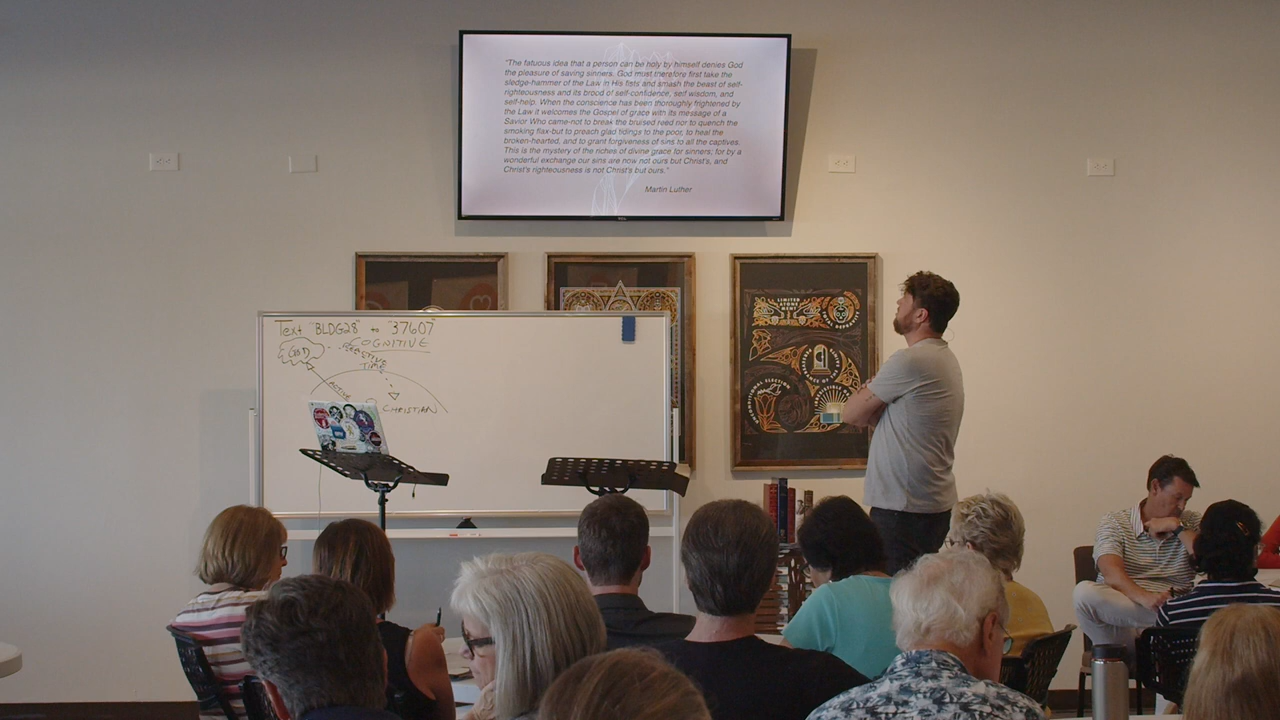 "The fatuous idea that a person can be holy by himself denies God
the pleasure of saving sinners. God must therefore first take the
sledge-hammer of the Law in His fists and smash the beast of self-
righteousness and its brood of self-confidence, self wisdom, and
self-help. When the conscience has been thoroughly frightened by
the Law it welcomes the Gospel of grace with its message of a
Savior Who came-not to break the bruised reed nor to quench the
smoking flax-but to preach glad tidings to the poor, to heal the
broken-hearted, and to grant forgiveness of sins to all the captives.
This is the mystery of the riches of divine grace for sinners; for by a
wonderful exchange our sins are now not ours but Christ's, and
Christ's righteousness is not Christ's but ours."
Martin Luther
Text "BLDG28" to "37607"
COGNITIVE
GOD
TIME
ACTIVE
CHRISTIAN
LIMITED
ATONE
MENT
TOTAL DEPRAVITY
UNCONDITIONAL ELECTION